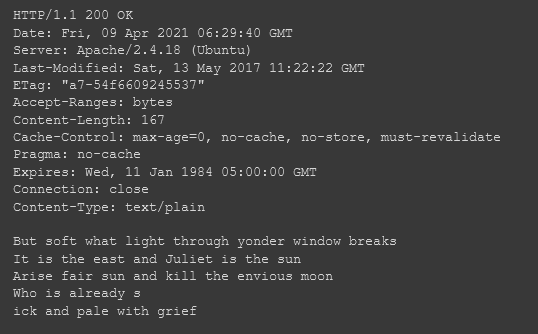 HTTP/1.1 200 OK
Date: Fri, 09 Apr 2021 06:29:40 GMT
Server: Apache/2.4.18 (Ubuntu)
Last-Modified: Sat, 13 May 2017 11:22:22 GMT
ETag: "a7-54f6609245537"
Accept-Ranges: bytes
Content-Length: 167
Cache-Control: max-age=0, no-cache, no-store, must-revalidate
Pragma: no-cache
Expires: Wed, 11 Jan 1984 05:00:00 GMT
Connection: close
Content-Type: text/plain

But soft what light through yonder window breaks
It is the east and Juliet is the sun
Arise fair sun and kill the envious moon
Who is already s
ick and pale with grief